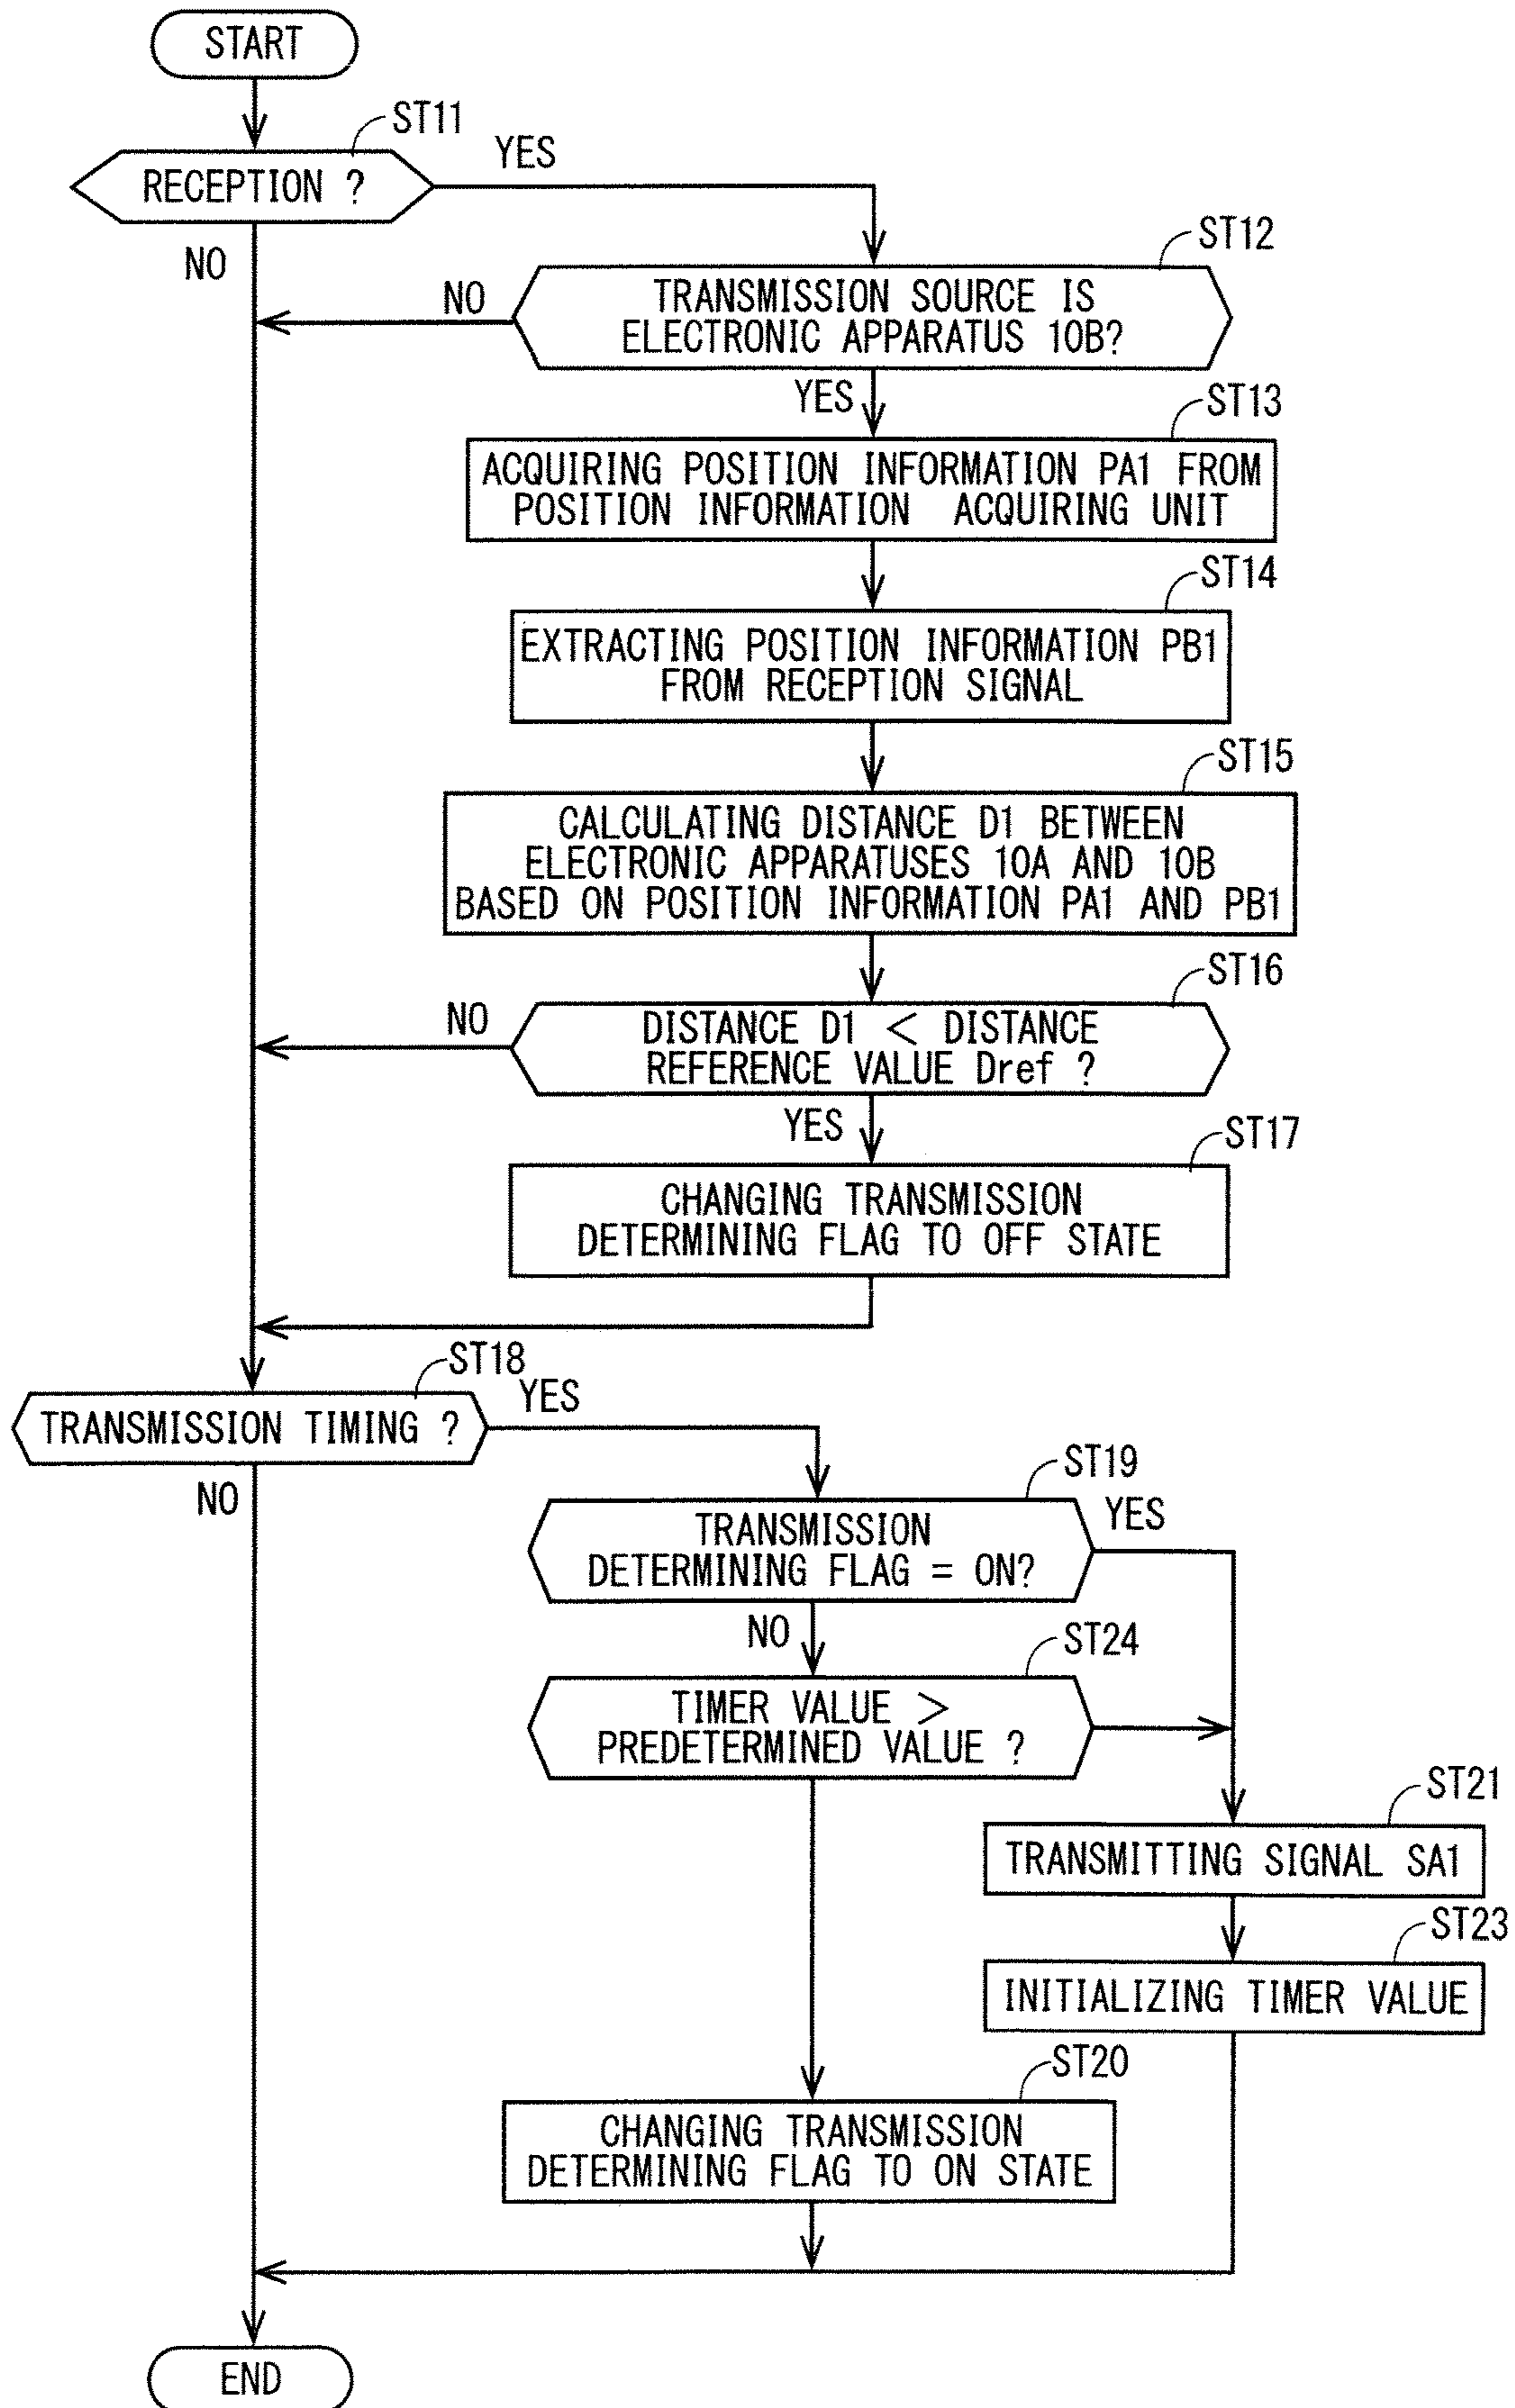 START
ST11
RECEPTION ?
YES
NO
ST12
TRANSMISSION SOURCE IS
ELECTRONIC APPARATUS 10B?
NO
YES
ST13
ACQUIRING POSITION INFORMATION PA1 FROM
POSITION INFORMATION ACQUIRING UNIT
ST14
EXTRACTING POSITION INFORMATION PB1
FROM RECEPTION SIGNAL
ST15
CALCULATING DISTANCE D1 BETWEEN
ELECTRONIC APPARATUSES 10A AND 10B
BASED ON POSITION INFORMATION PA1 AND PB1
ST16
DISTANCE D1 < DISTANCE
REFERENCE VALUE Dref ?
NO
YES
ST17
CHANGING TRANSMISSION
DETERMINING FLAG TO OFF STATE
ST18
TRANSMISSION TIMING ?
YES
NO
ST19
TRANSMISSION
DETERMINING FLAG = ON?
YES
NO
ST24
TIMER VALUE >
PREDETERMINED VALUE ?
ST21
TRANSMITTING SIGNAL SA1
ST23
INITIALIZING TIMER VALUE
ST20
CHANGING TRANSMISSION
DETERMINING FLAG TO ON STATE
END